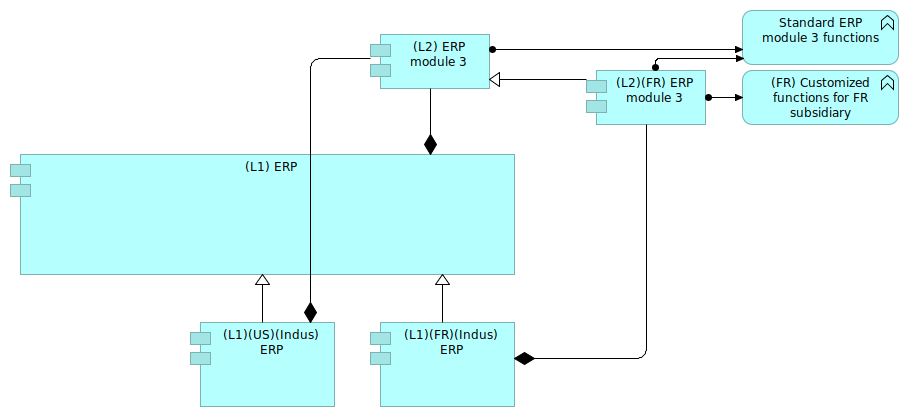 Standard ERP
module 3 functions
(L2) ERP
module 3
(L2)(FR) ERP
module 3
(FR) Customized
functions for FR
subsidiary
(L1) ERP
(L1)(US)(Indus)
ERP
(L1)(FR)(Indus)
ERP